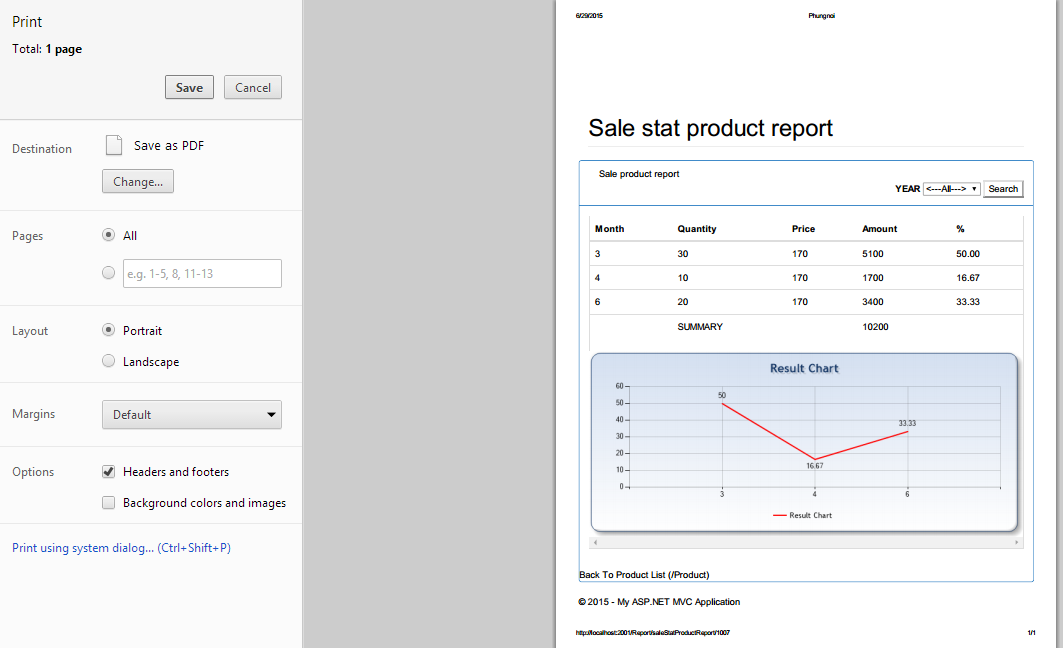 Print
Total: 1 page
Save
Cancel
Destination
Save as PDF
Change...
Pages
All
e.g. 1-5, 8, 11-13
Layout
Portrait
Landscape
Margins
Default
Options
Headers and footers
Background colors and images
Print using system dialog... (Ctrl+Shift+P)
6/29/2015 Phungnoi
Sale stat product report
Sale product report
YEAR <---All---> Search
Month Quantity Price Amount %
3 30 170 5100 50.00
4 10 170 1700 16.67
6 20 170 3400 33.33
SUMMARY 10200
Result Chart
60
50
40
30
20
10
0
50
16.67
33.33
3 4 6
Result Chart
Back To Product List (/Product)
© 2015 - My ASP.NET MVC Application
http://localhost:2001/Report/saleStatProductReport/1007 1/1